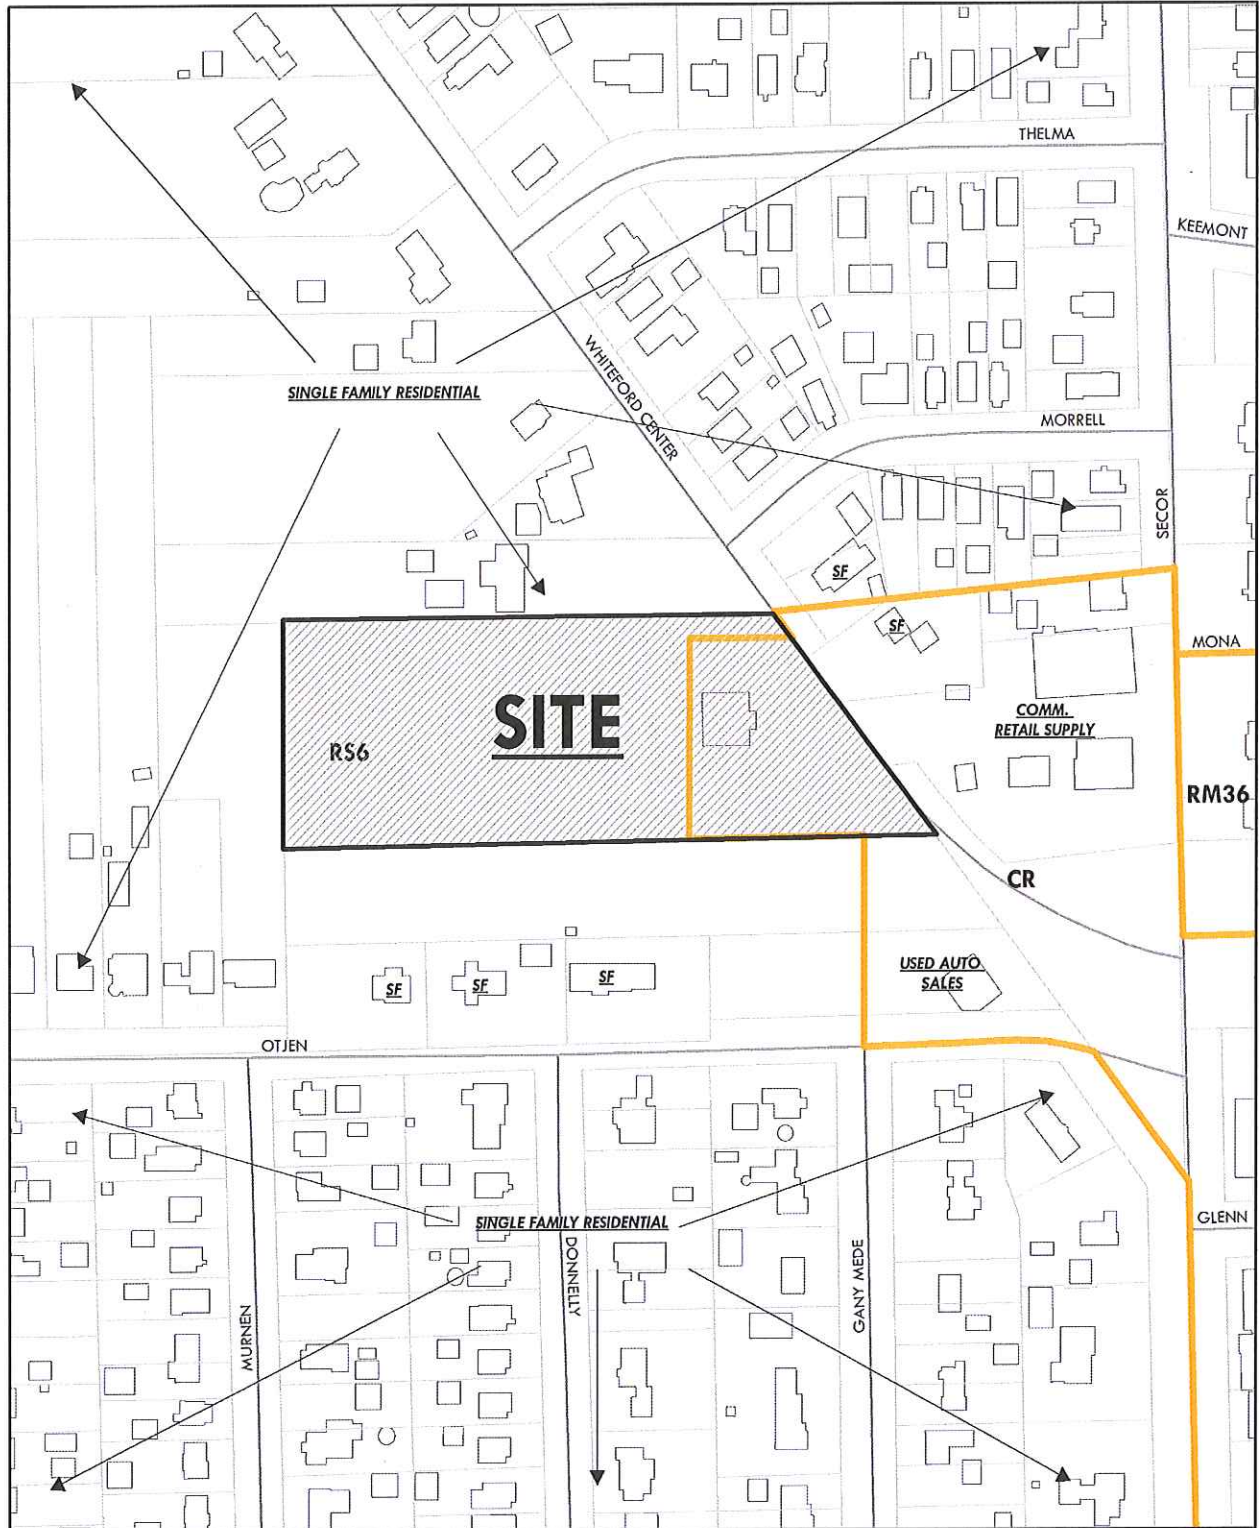 THELMA
KEEMONT
WHITEFORD CENTER
SINGLE FAMILY RESIDENTIAL
MORRELL
SECOR
SF
SF
MONA
SITE
COMM.
RETAIL SUPPLY
RS6
RM36
CR
USED AUTO
SALES
SF
SF
SF
OTJEN
SINGLE FAMILY RESIDENTIAL
GLENN
DONNELLY
GANY MEDE
MURNEN